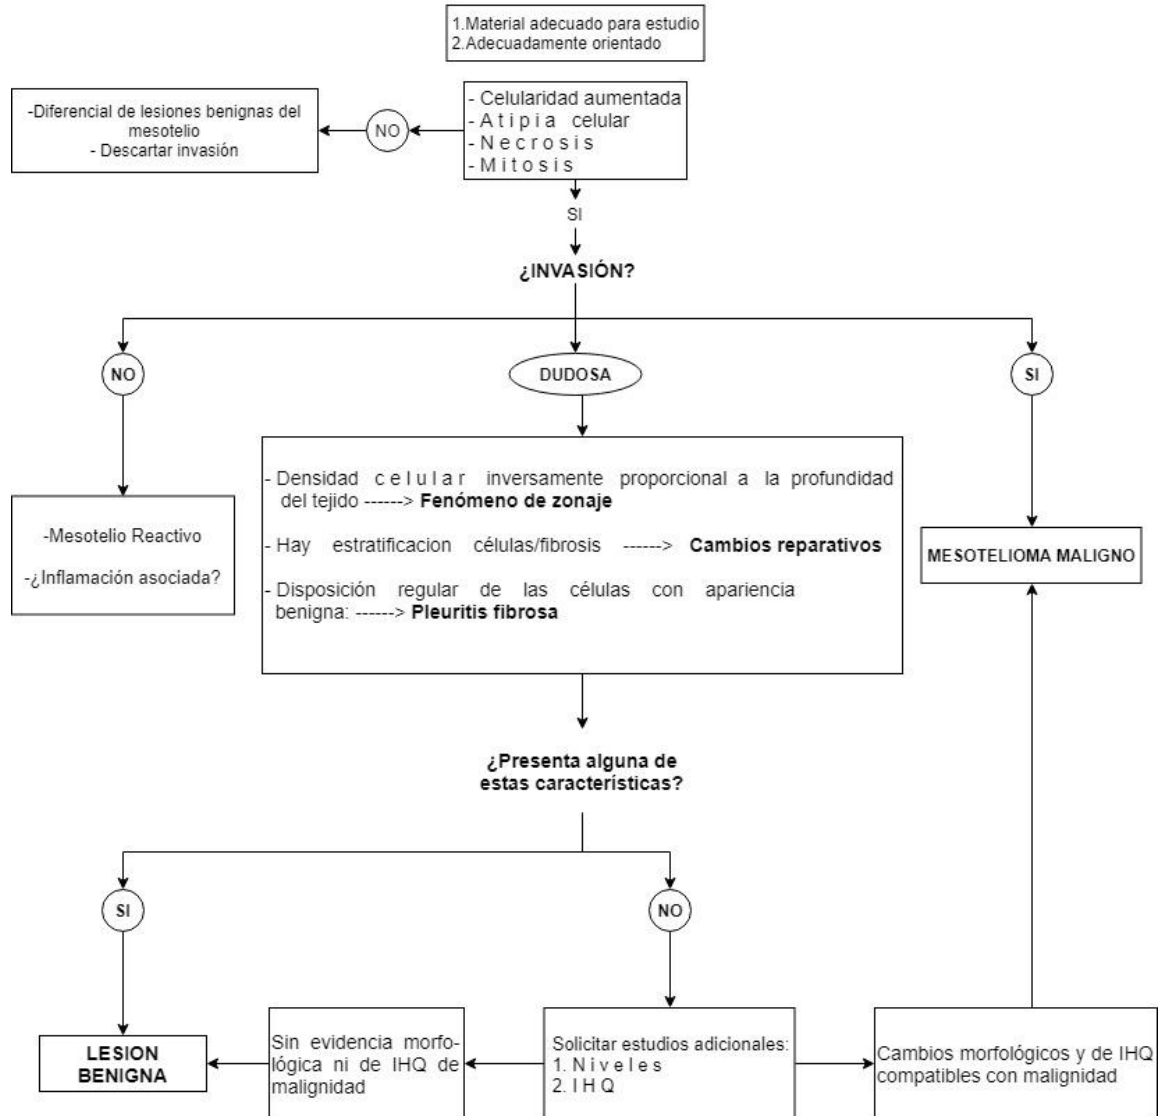 1.Material adecuado para estudio
2.Adecuadamente orientado
-Diferencial de lesiones benignas del
mesotelio
- Descartar invasión
NO
- Celularidad aumentada
- Atipia celular
- Necrosis
- Mitosis
SI
¿INVASIÓN?
NO
DUDOSA
SI
-Mesotelio Reactivo
-¿Inflamación asociada?
- Densidad celular inversamente proporcional a la profundidad
del tejido ------> Fenómeno de zonaje
- Hay estratificacion células/fibrosis ------> Cambios reparativos
- Disposición regular de las células con apariencia
benigna: -----> Pleuritis fibrosa
MESOTELIOMA MALIGNO
¿Presenta alguna de
estas características?
SI
NO
LESION
BENIGNA
Sin evidencia morfo-
lógica ni de IHQ de
malignidad
Solicitar estudios adicionales:
1. Niveles
2. IHQ
Cambios morfológicos y de IHQ
compatibles con malignidad